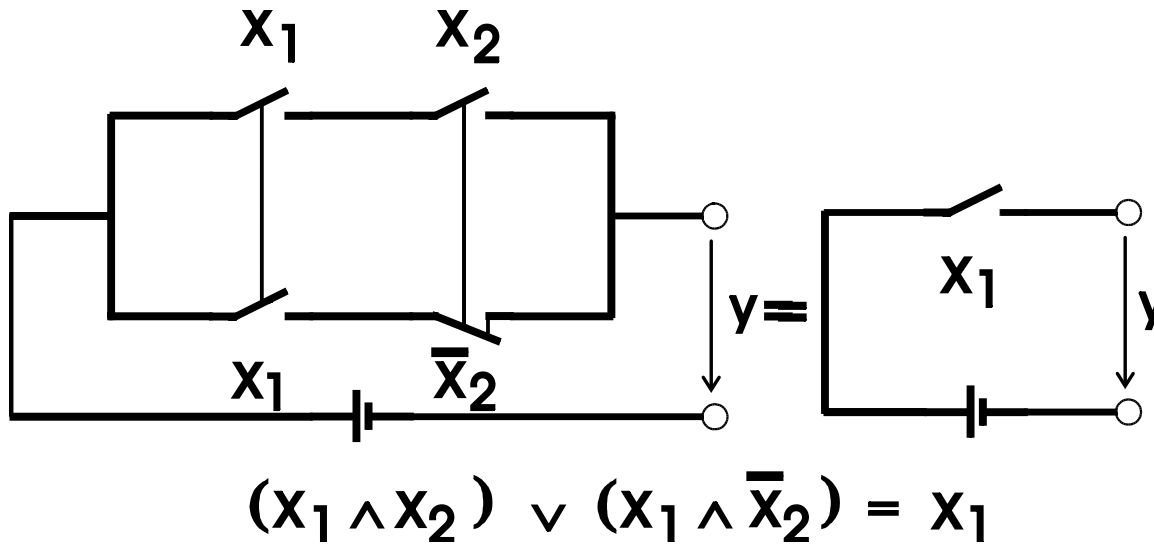 x₁ x₂
y =
x₁
y
x₁ x̅₂
(x₁ ∧ x₂) ∨ (x₁ ∧ x̅₂) = x₁